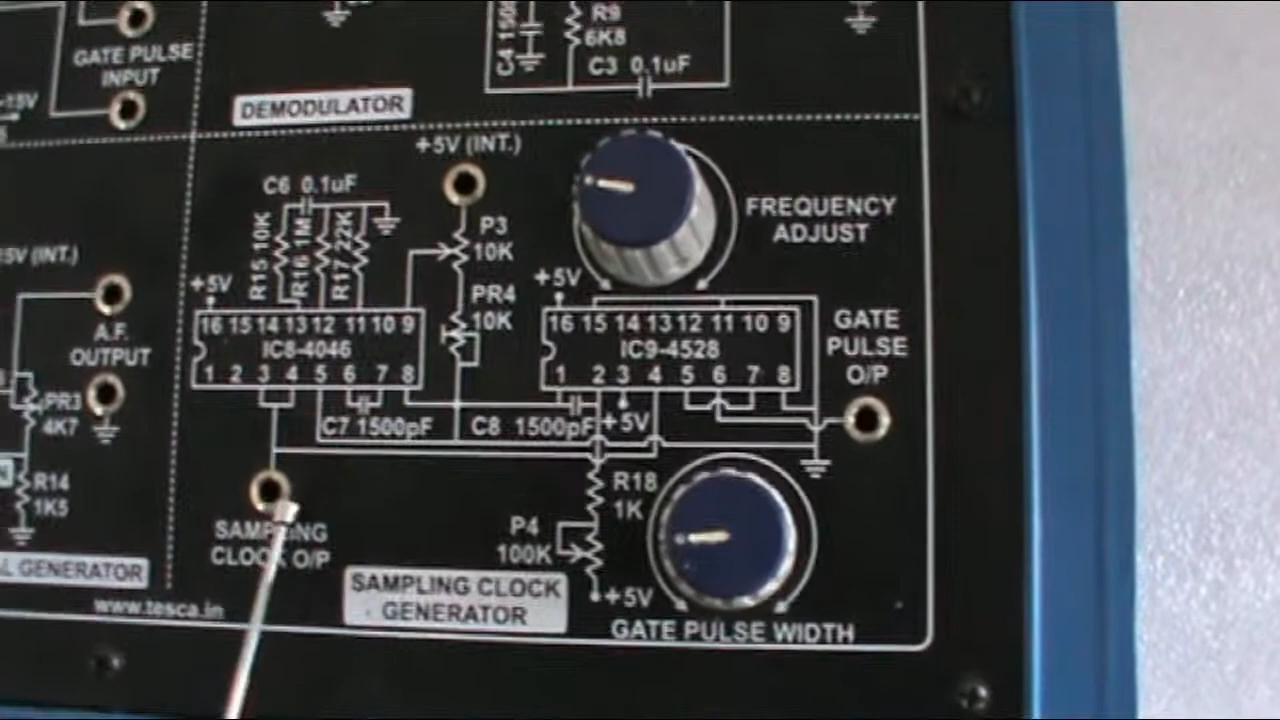 GATE PULSE
INPUT
-15V
DEMODULATOR
R9
6K8
C3 0.1uF
+5V (INT.)
C6 0.1uF
R15 10K
R16 1M
R17 22K
P3
10K
PR4
10K
FREQUENCY
ADJUST
+5V
16 15 14 13 12 11 10 9
IC8-4046
1 2 3 4 5 6 7 8
C7 1500pF
+5V
16 15 14 13 12 11 10 9
IC9-4528
1 2 3 4 5 6 7 8
C8 1500pF
+5V
GATE
PULSE
O/P
A.F.
OUTPUT
PR3
4K7
R14
1K5
SAMPLING
CLOCK O/P
SAMPLING CLOCK
GENERATOR
P4
100K
R18
1K
+5V
GATE PULSE WIDTH
GENERATOR
www.tesca.in